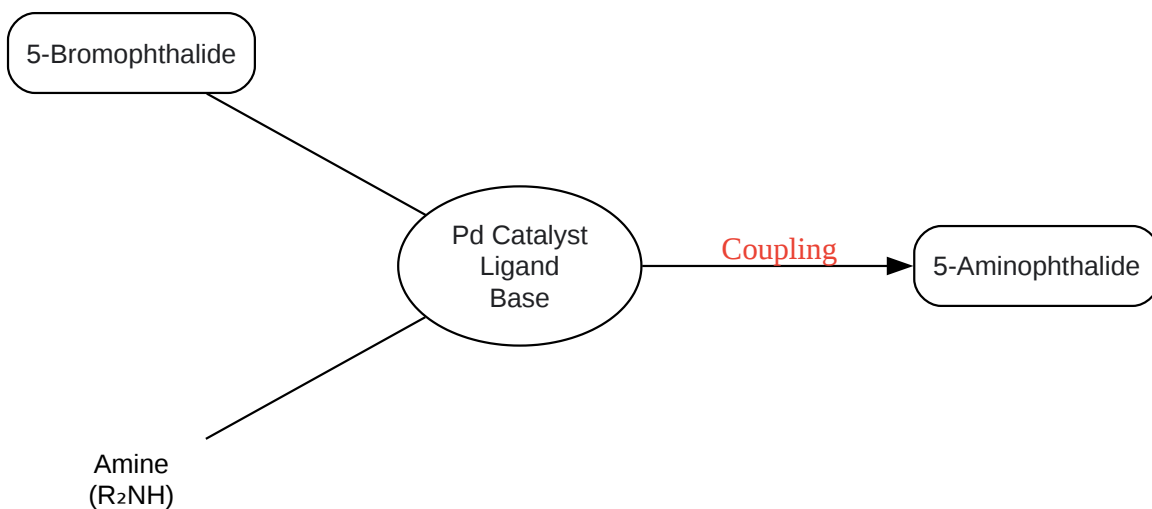 5-Bromophthalide
Pd Catalyst
Ligand
Base
Coupling
5-Aminophthalide
Amine
(R₂NH)